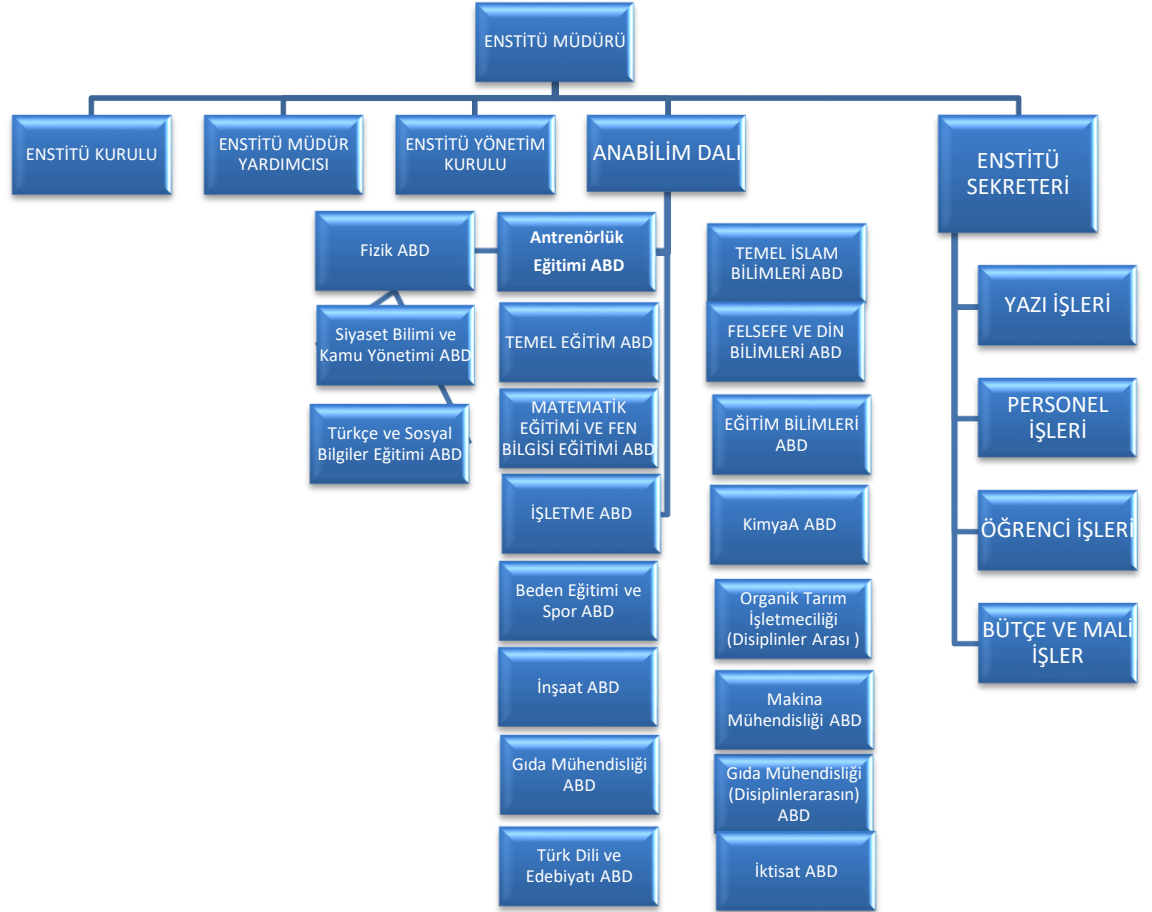 ENSTİTÜ MÜDÜRÜ
ENSTİTÜ KURULU
ENSTİTÜ MÜDÜR
YARDIMCISI
ENSTİTÜ YÖNETİM
KURULU
ANABİLİM DALI
ENSTİTÜ
SEKRETERİ
Fizik ABD
Siyaset Bilimi ve
Kamu Yönetimi ABD
Türkçe ve Sosyal
Bilgiler Eğitimi ABD
Antrenörlük
Eğitimi ABD
TEMEL EĞİTİM ABD
MATEMATİK
EĞİTİMİ VE FEN
BİLGİSİ EĞİTİMİ ABD
İŞLETME ABD
Beden Eğitimi ve
Spor ABD
İnşaat ABD
Gıda Mühendisliği
ABD
Türk Dili ve
Edebiyatı ABD
TEMEL İSLAM
BİLİMLERİ ABD
FELSEFE VE DİN
BİLİMLERİ ABD
EĞİTİM BİLİMLERİ
ABD
KimyaA ABD
Organik Tarım
İşletmeciliği
(Disiplinler Arası )
Makina
Mühendisliği ABD
Gıda Mühendisliği
(Disiplinlerarasın)
ABD
İktisat ABD
YAZI İŞLERİ
PERSONEL
İŞLERİ
ÖĞRENCİ İŞLERİ
BÜTÇE VE MALİ
İŞLER